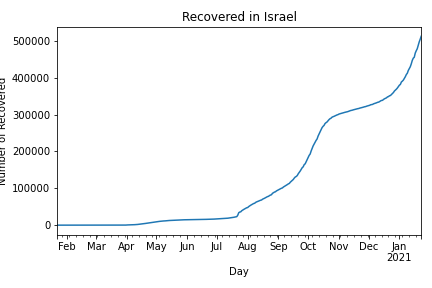 Recovered in Israel
500000
400000
300000
200000
100000
0
Number of Recovered
Feb Mar Apr May Jun Jul Aug Sep Oct Nov Dec Jan
2021
Day